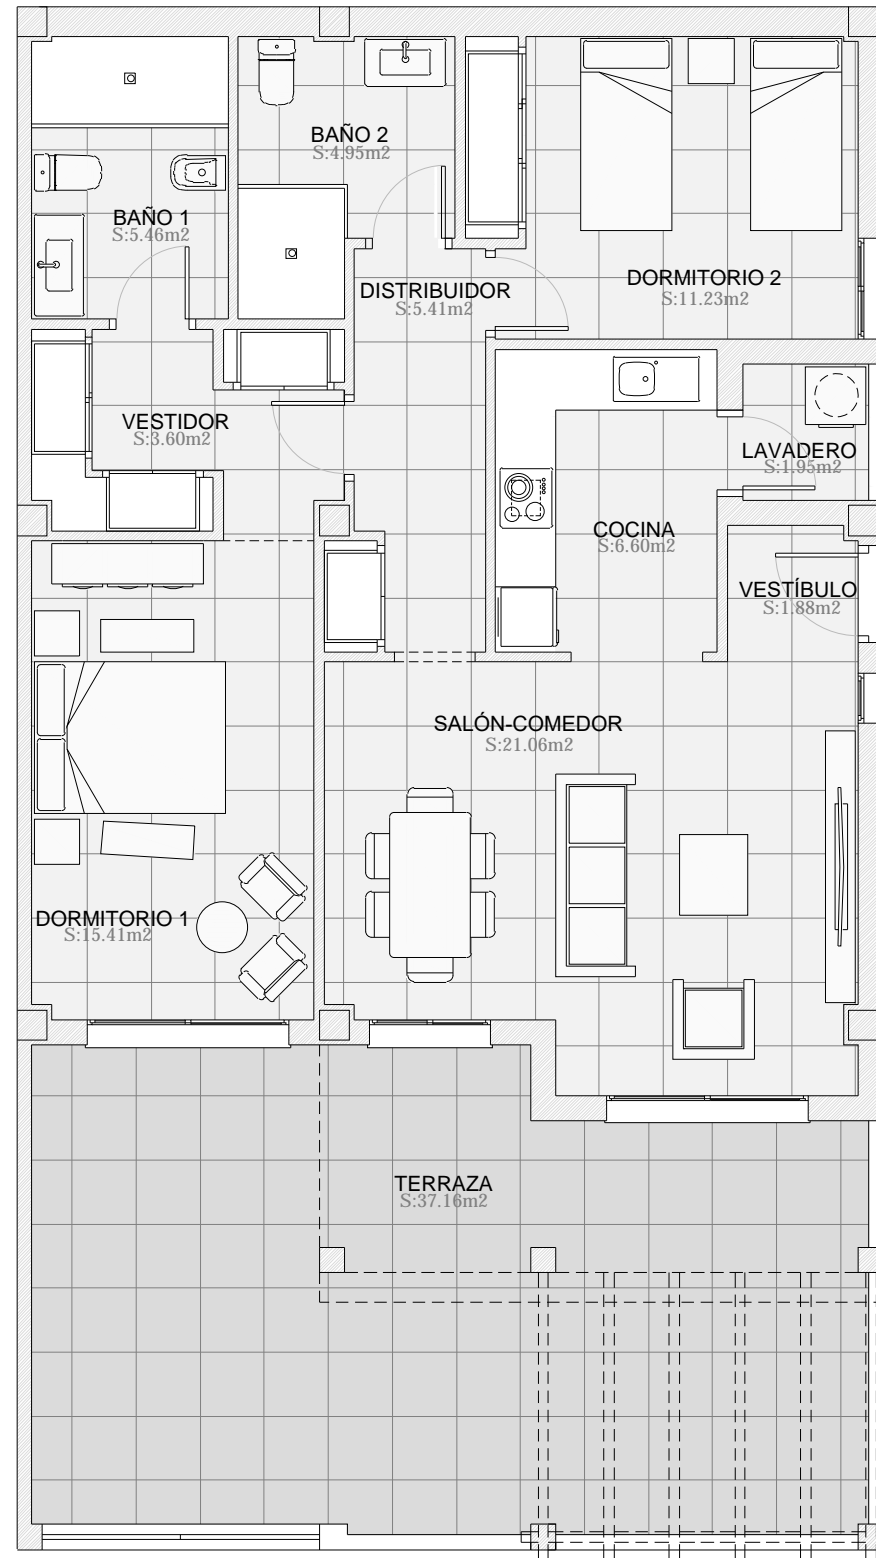 BAÑO 2
S:4.95m2
BAÑO 1
S:5.46m2
DORMITORIO 2
S:11.23m2
DISTRIBUIDOR
S:5.41m2
VESTIDOR
S:3.60m2
LAVADERO
S:1.95m2
COCINA
S:6.60m2
VESTÍBULO
S:1.88m2
SALÓN-COMEDOR
S:21.06m2
DORMITORIO 1
S:15.41m2
TERRAZA
S:37.16m2